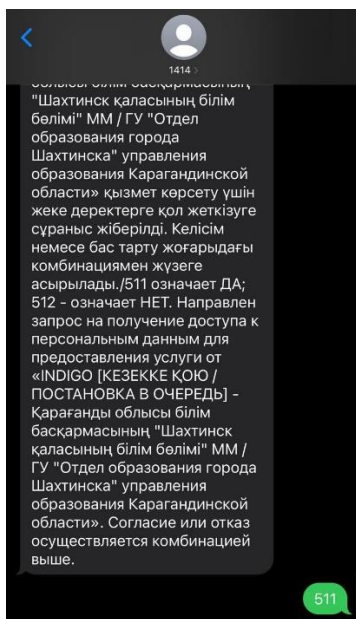 1414
"Шахтинск қаласының білім
бөлімі" ММ / ГУ "Отдел
образования города
Шахтинска" управления
образования Карагандинской
области» қызмет көрсету үшін
жеке деректерге қол жеткізуге
сұраныс жіберілді. Келісім
немесе бас тарту жоғарыдағы
комбинациямен жүзеге
асырылады./511 означает ДА;
512 - означает НЕТ. Направлен
запрос на получение доступа к
персональным данным для
предоставления услуги от
«INDIGO [КЕЗЕККЕ ҚОЮ /
ПОСТАНОВКА В ОЧЕРЕДЬ] -
Қарағанды облысы білім
басқармасының "Шахтинск
қаласының білім бөлімі" ММ /
ГУ "Отдел образования города
Шахтинска" управления
образования Карагандинской
области». Согласие или отказ
осуществляется комбинацией
выше.
511